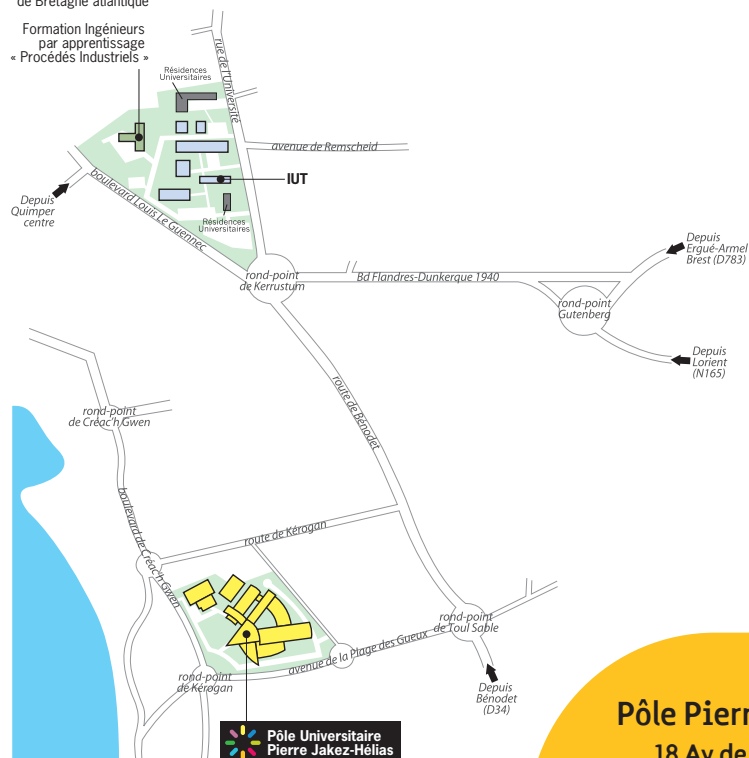 de Bretagne atlantique
Formation Ingénieurs
par apprentissage
« Procédés Industriels »
Résidences
Universitaires
rue de l'Université
avenue de Remscheid
IUT
boulevard Louis Le Guennec
Depuis
Quimper
centre
Résidences
Universitaires
rond-point
de Kerrustum
Bd Flandres-Dunkerque 1940
Depuis
Ergué-Armel
Brest (D783)
rond-point
Gutenberg
Depuis
Lorient
(N165)
route de Bénodet
rond-point
de Créac'h Gwen
boulevard de Créac'h Gwen
route de Kérogan
rond-point
de Toul Sable
avenue de la Plage des Gueux
rond-point
de Kérogan
Depuis
Bénodet
(D34)
Pôle Universitaire
Pierre Jakez-Hélias
Pôle Pierr
18 Av de